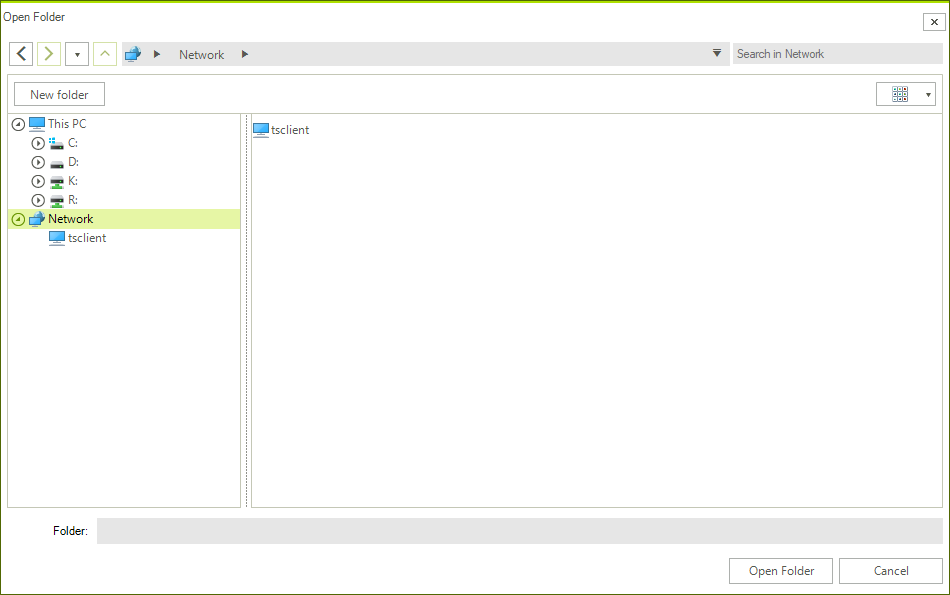 Open Folder
Network
Search in Network
New folder
This PC
C:
D:
K:
R:
Network
tsclient
tsclient
Folder:
Open Folder
Cancel